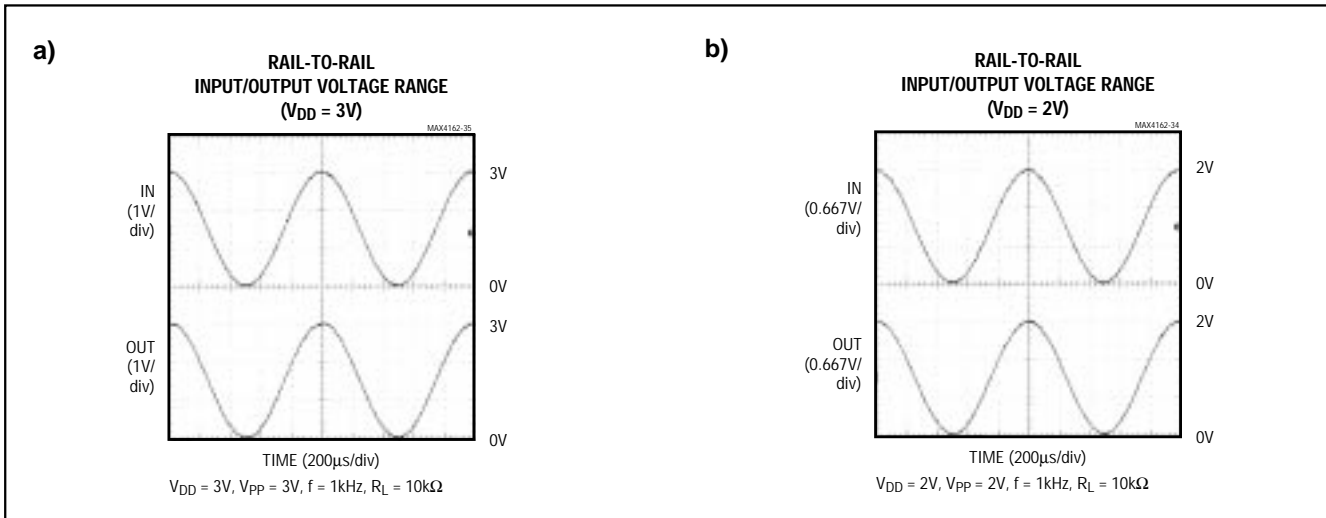 a)
RAIL-TO-RAIL
INPUT/OUTPUT VOLTAGE RANGE
(VDD = 3V)
MAX4162-35
IN
(1V/
div)
3V
0V
OUT
(1V/
div)
3V
0V
TIME (200µs/div)
VDD = 3V, VPP = 3V, f = 1kHz, RL = 10kΩ
b)
RAIL-TO-RAIL
INPUT/OUTPUT VOLTAGE RANGE
(VDD = 2V)
MAX4162-34
IN
(0.667V/
div)
2V
0V
OUT
(0.667V/
div)
2V
0V
TIME (200µs/div)
VDD = 2V, VPP = 2V, f = 1kHz, RL = 10kΩ